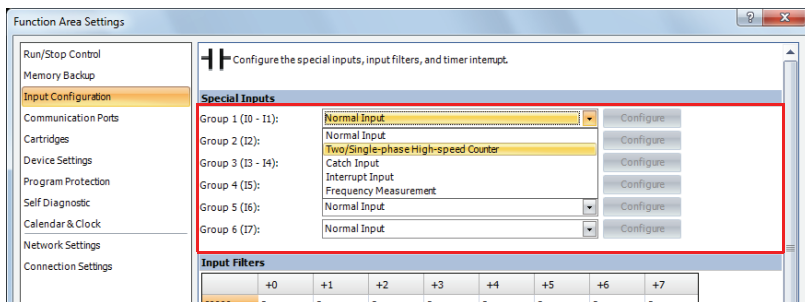 Function Area Settings
Run/Stop Control
Memory Backup
Input Configuration
Communication Ports
Cartridges
Device Settings
Program Protection
Self Diagnostic
Calendar & Clock
Network Settings
Connection Settings
Configure the special inputs, input filters, and timer interrupt.
Special Inputs
Group 1 (I0 - I1): Normal Input Configure
Group 2 (I2): Normal Input Configure
Two/Single-phase High-speed Counter
Group 3 (I3 - I4): Catch Input Configure
Group 4 (I5): Interrupt Input Configure
Frequency Measurement
Group 5 (I6): Normal Input Configure
Group 6 (I7): Normal Input Configure
Input Filters
+0 +1 +2 +3 +4 +5 +6 +7